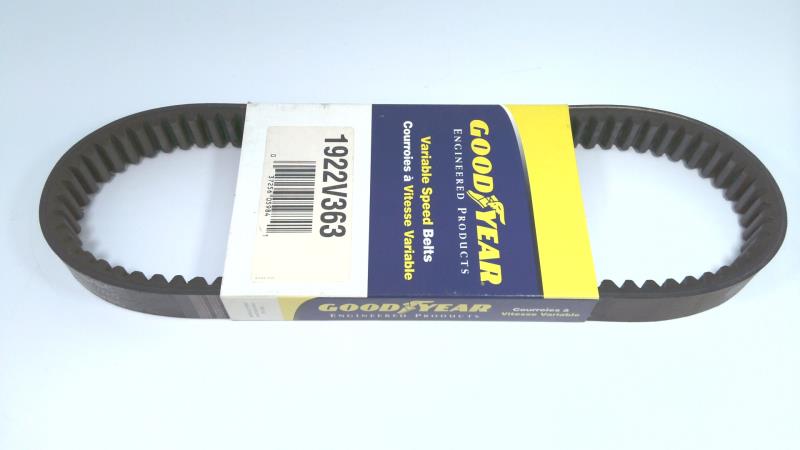 GOODYEAR
ENGINEERED PRODUCTS
Variable Speed Belts
Courroies à Vitesse Variable
1922V363
GOODYEAR
ENGINEERED PRODUCTS
Courroies à
Vitesse Variable